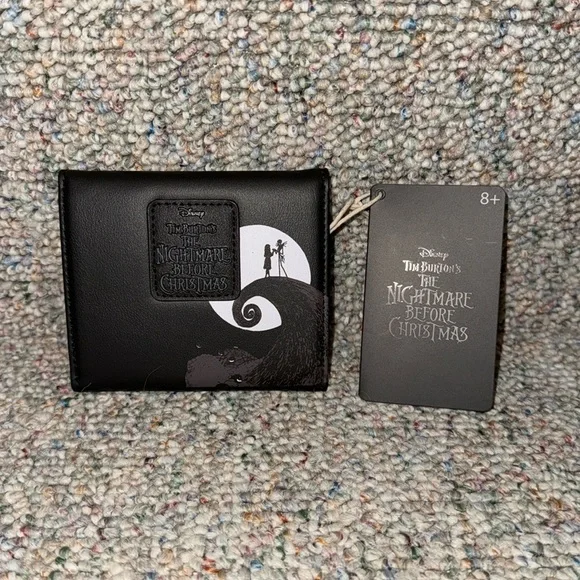 Disney
TIM BURTON'S
THE
NIGHTMARE
BEFORE
CHRISTMAS
8+
Disney
TIM BURTON'S
THE
NIGHTMARE
BEFORE
CHRISTMAS